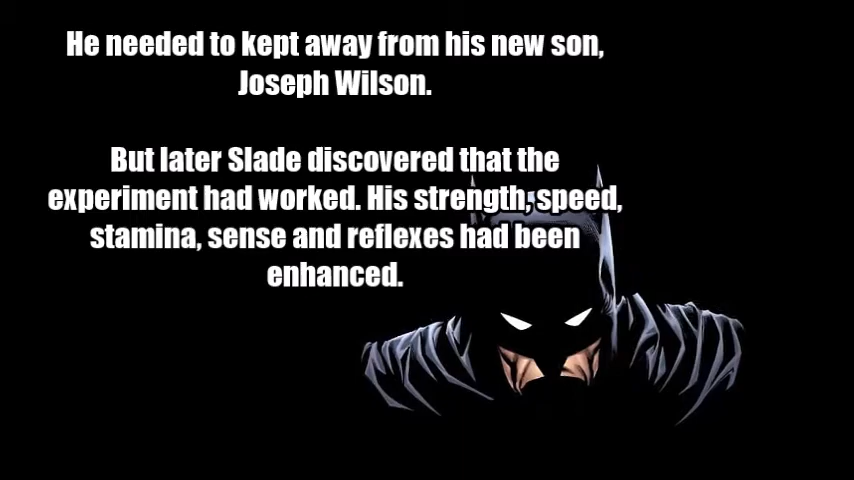 He needed to kept away from his new son,
Joseph Wilson.
But later Slade discovered that the
experiment had worked. His strength, speed,
stamina, sense and reflexes had been
enhanced.